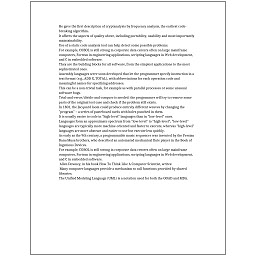 He gave the first description of cryptanalysis by frequency analysis, the earliest code-
breaking algorithm.
It affects the aspects of quality above, including portability, usability and most importantly
maintainability.
Use of a static code analysis tool can help detect some possible problems.
For example, COBOL is still strong in corporate data centers often on large mainframe
computers, Fortran in engineering applications, scripting languages in Web development,
and C in embedded software.
They are the building blocks for all software, from the simplest applications to the most
sophisticated ones.
Assembly languages were soon developed that let the programmer specify instruction in a
text format (e.g., ADD X, TOTAL), with abbreviations for each operation code and
meaningful names for specifying addresses.
This can be a non-trivial task, for example as with parallel processes or some unusual
software bugs.
Trial-and-error/divide-and-conquer is needed: the programmer will try to remove some
parts of the original test case and check if the problem still exists.
In 1206, the drummer could be made to play different rhythms by changing the
"program" - a series of pasteboard cards with holes punched in them.
It is usually easier to code in "high-level" languages than in "low-level" ones.
Languages form an approximate spectrum from "low-level" to "high-level"; "low-level"
languages are typically more machine-oriented and faster to execute, whereas "high-level"
languages are more abstract and easier to use but execute less quickly.
As early as the 9th century, a programmable music sequencer was invented by the Persian
Banu Musa brothers, who described an automated mechanical flute player in the Book of
Ingenious Devices.
For example, COBOL is still strong in corporate data centers often on large mainframe
computers, Fortran in engineering applications, scripting languages in Web development,
and C in embedded software.
Allen Downey, in his book How To Think Like A Computer Scientist, writes:
Many computer languages provide a mechanism to call functions provided by shared
libraries.
The Unified Modeling Language (UML) is a notation used for both the OOAD and MDA.